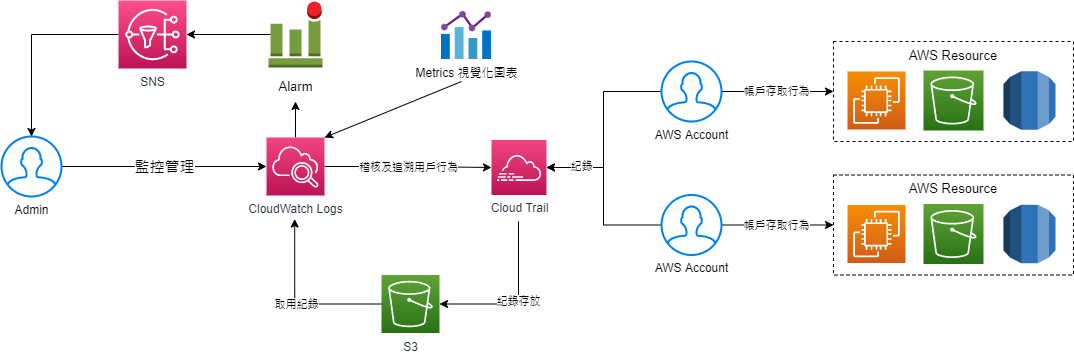 SNS
Alarm
Metrics 視變化圖表
AWS Resource
帳戶存取行為
AWS Account
Admin
監控管理
CloudWatch Logs
稽核及追溯用戶行為
Cloud Trail
紀錄
AWS Resource
帳戶存取行為
AWS Account
取用紀錄
S3
紀錄存放